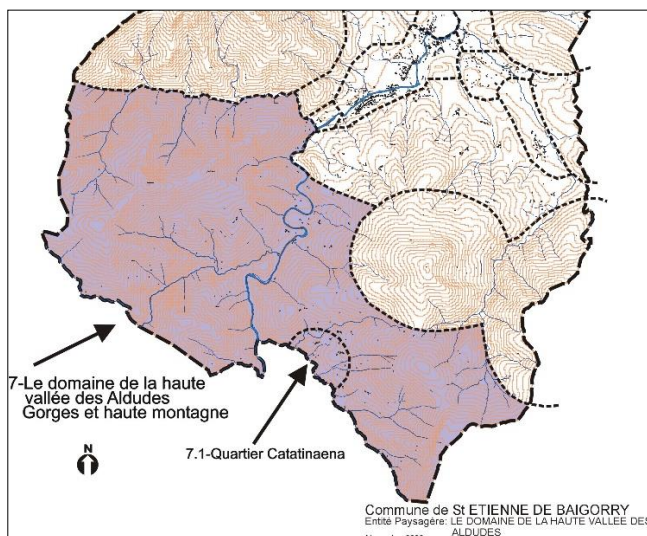 7-Le domaine de la haute
vallée des Aldudes
Gorges et haute montagne
N
7.1-Quartier Catatinaena
Commune de St ETIENNE DE BAIGORRY
Entité Paysagère: LE DOMAINE DE LA HAUTE VALLEE DES
ALDUDES